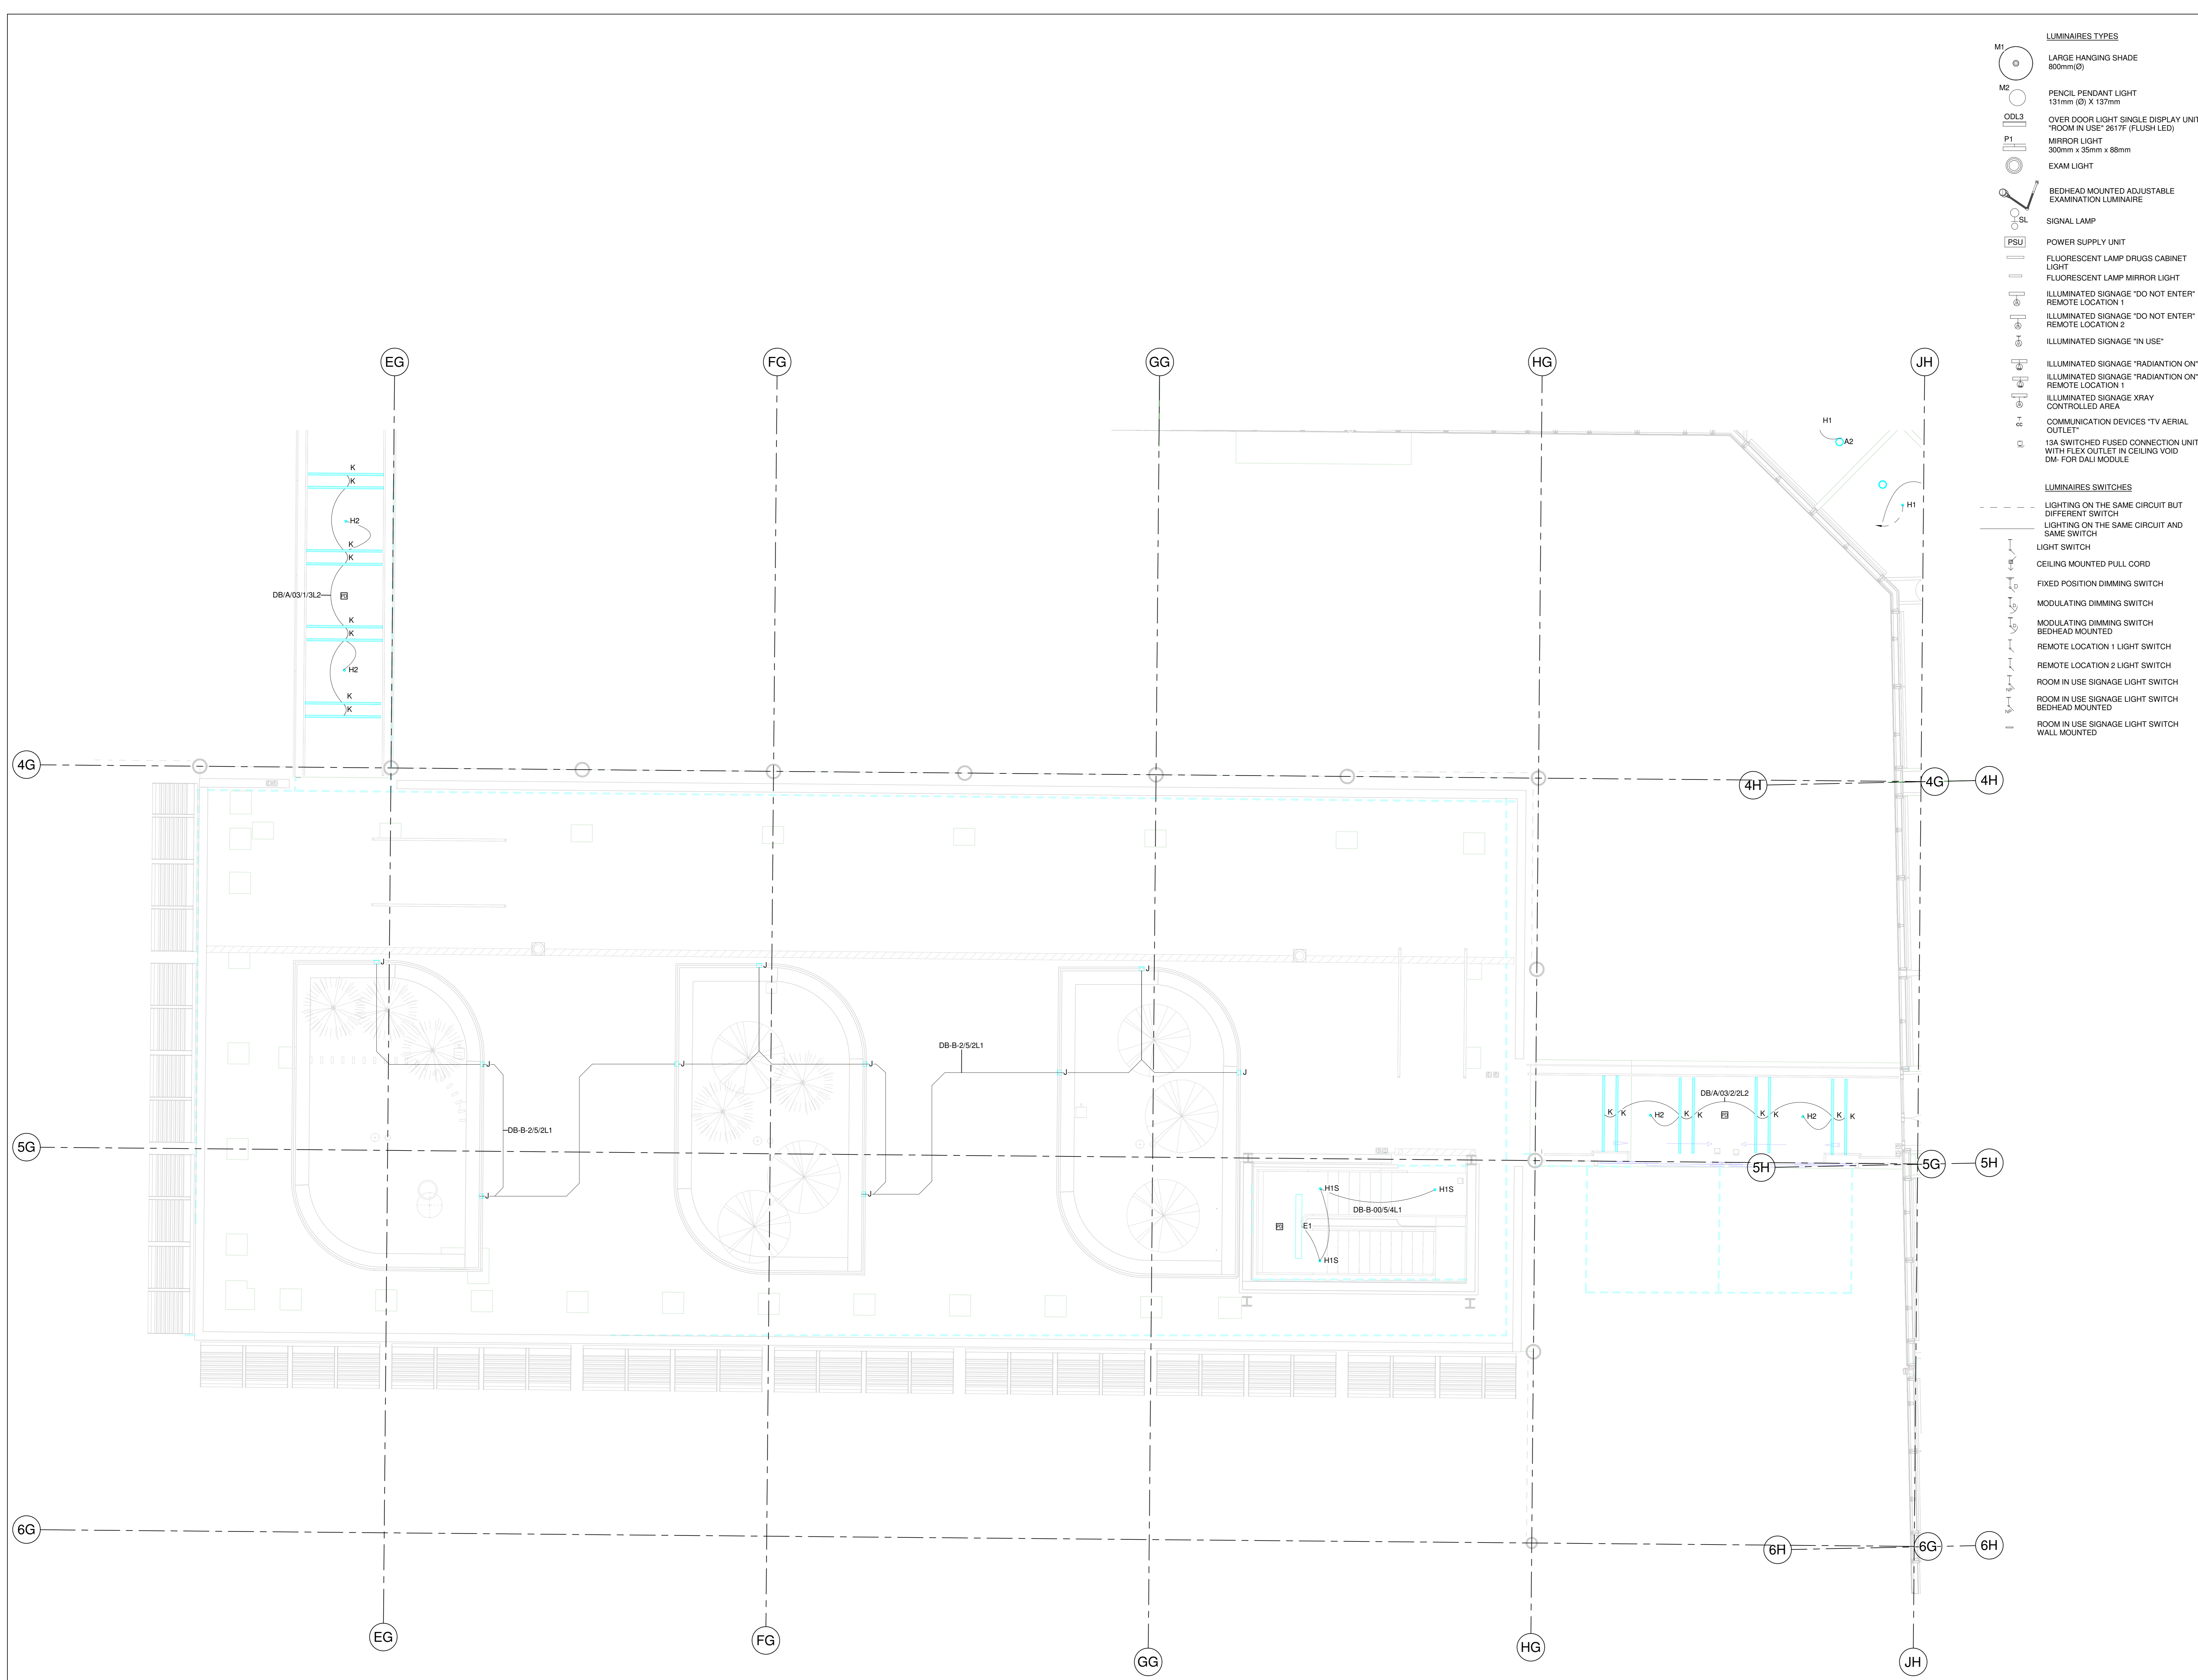 LUMINAIRES TYPES
M1
LARGE HANGING SHADE
800mm(Ø)
M2
PENCIL PENDANT LIGHT
131mm (Ø) X 137mm
ODL3
OVER DOOR LIGHT SINGLE DISPLAY UNIT
"ROOM IN USE" 2617F (FLUSH LED)
P1
MIRROR LIGHT
300mm x 35mm x 88mm
EXAM LIGHT
BEDHEAD MOUNTED ADJUSTABLE
EXAMINATION LUMINAIRE
SL
SIGNAL LAMP
PSU
POWER SUPPLY UNIT
FLUORESCENT LAMP DRUGS CABINET
LIGHT
FLUORESCENT LAMP MIRROR LIGHT
ILLUMINATED SIGNAGE "DO NOT ENTER"
REMOTE LOCATION 1
ILLUMINATED SIGNAGE "DO NOT ENTER"
REMOTE LOCATION 2
ILLUMINATED SIGNAGE "IN USE"
ILLUMINATED SIGNAGE "RADIANTION ON"
ILLUMINATED SIGNAGE "RADIANTION ON"
REMOTE LOCATION 1
ILLUMINATED SIGNAGE XRAY
CONTROLLED AREA
COMMUNICATION DEVICES "TV AERIAL
OUTLET"
13A SWITCHED FUSED CONNECTION UNIT
WITH FLEX OUTLET IN CEILING VOID
DM- FOR DALI MODULE
LUMINAIRES SWITCHES
LIGHTING ON THE SAME CIRCUIT BUT
DIFFERENT SWITCH
LIGHTING ON THE SAME CIRCUIT AND
SAME SWITCH
LIGHT SWITCH
CEILING MOUNTED PULL CORD
D
FIXED POSITION DIMMING SWITCH
D
MODULATING DIMMING SWITCH
D
MODULATING DIMMING SWITCH
BEDHEAD MOUNTED
REMOTE LOCATION 1 LIGHT SWITCH
REMOTE LOCATION 2 LIGHT SWITCH
ROOM IN USE SIGNAGE LIGHT SWITCH
NP
ROOM IN USE SIGNAGE LIGHT SWITCH
BEDHEAD MOUNTED
NP
ROOM IN USE SIGNAGE LIGHT SWITCH
WALL MOUNTED
EG
FG
GG
HG
JH
H1
A2
H1
K
K
H2
K
K
DB/A/03/1/3L2
PD
K
K
H2
K
K
4G
4H
4G
4H
J
J
J
DB-B-2/5/2L1
J
J
J
J
J
DB-B-2/5/2L1
J
J
DB/A/03/2/2L2
K
K
H2
K
K
PD
K
K
H2
K
K
5G
5H
5G
5H
H1S
H1S
DB-B-00/5/4L1
PD
E1
H1S
6G
6H
6G
6H
EG
FG
GG
HG
JH